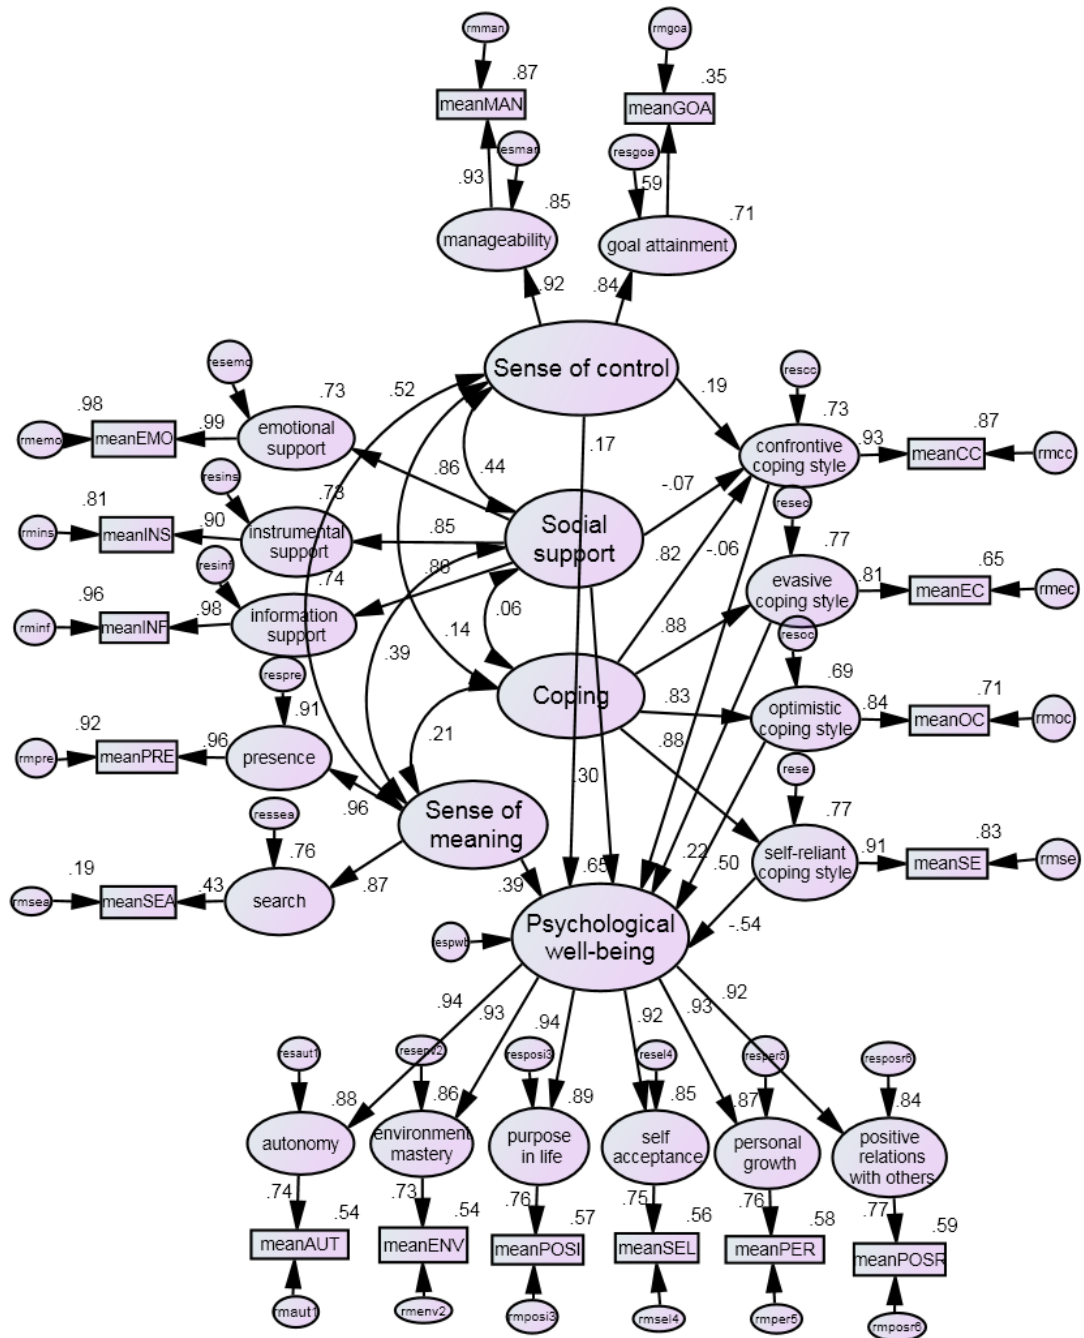 rmman
rmgoa
.87
.35
meanMAN
meanGOA
esman
resgoa
.93
.59
.85
.71
manageability
goal attainment
.92
.84
Sense of control
resemo
.52
.19
resco
.98
.73
.73
.87
rmemo
meanEMO
.99
emotional
support
.17
confrontive
coping style
.93
meanCC
rmcc
resins
.86
.44
-.07
.81
.73
resec
rmins
meanINS
.90
instrumental
support
.85
Social
support
.82
-.06
.77
.65
resinf
.74
.86
evasive
coping style
.81
meanEC
rmec
.96
rminf
meanINF
.98
information
support
.06
.88
resoc
.14
.39
respre
.69
.71
.91
Coping
.83
optimistic
coping style
.84
meanOC
rmoc
.92
rmpre
meanPRE
.96
presence
.21
.88
rese
.30
.96
Sense of
meaning
.77
.83
ressea
.76
.65
.22
.50
self-reliant
coping style
.91
meanSE
rmse
.19
.87
.39
rmsea
meanSEA
.43
search
-.54
Psychological
well-being
espwb
.94
.93
.94
.92
.93
.92
resaut1
resenv2
resposi3
resel4
resper5
resposr6
.88
.86
.89
.85
.87
.84
autonomy
environment
mastery
purpose
in life
self
acceptance
personal
growth
positive
relations
with others
.74
.73
.76
.75
.76
.77
.54
.54
.57
.56
.58
.59
meanAUT
meanENV
meanPOSI
meanSEL
meanPER
meanPOSR
rmaut1
rmenv2
rmposi3
rmsel4
rmper5
rmposr6